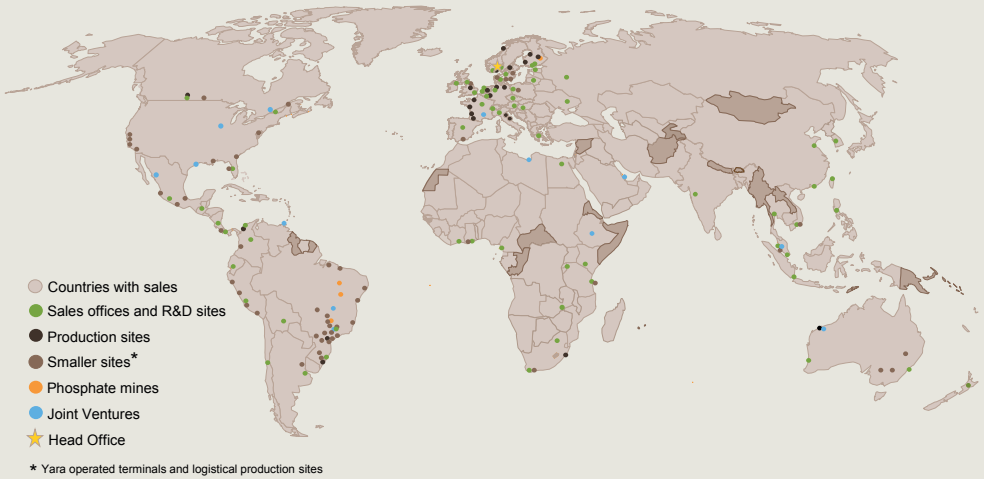 Countries with sales
Sales offices and R&D sites
Production sites
Smaller sites*
Phosphate mines
Joint Ventures
Head Office
* Yara operated terminals and logistical production sites